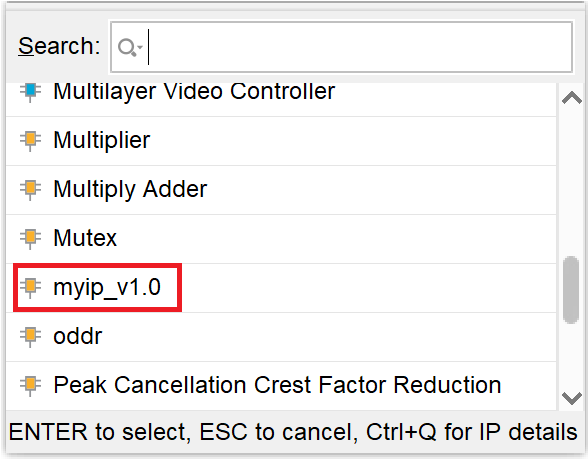 Search:
Multilayer Video Controller
Multiplier
Multiply Adder
Mutex
myip_v1.0
oddr
Peak Cancellation Crest Factor Reduction
ENTER to select, ESC to cancel, Ctrl+Q for IP details